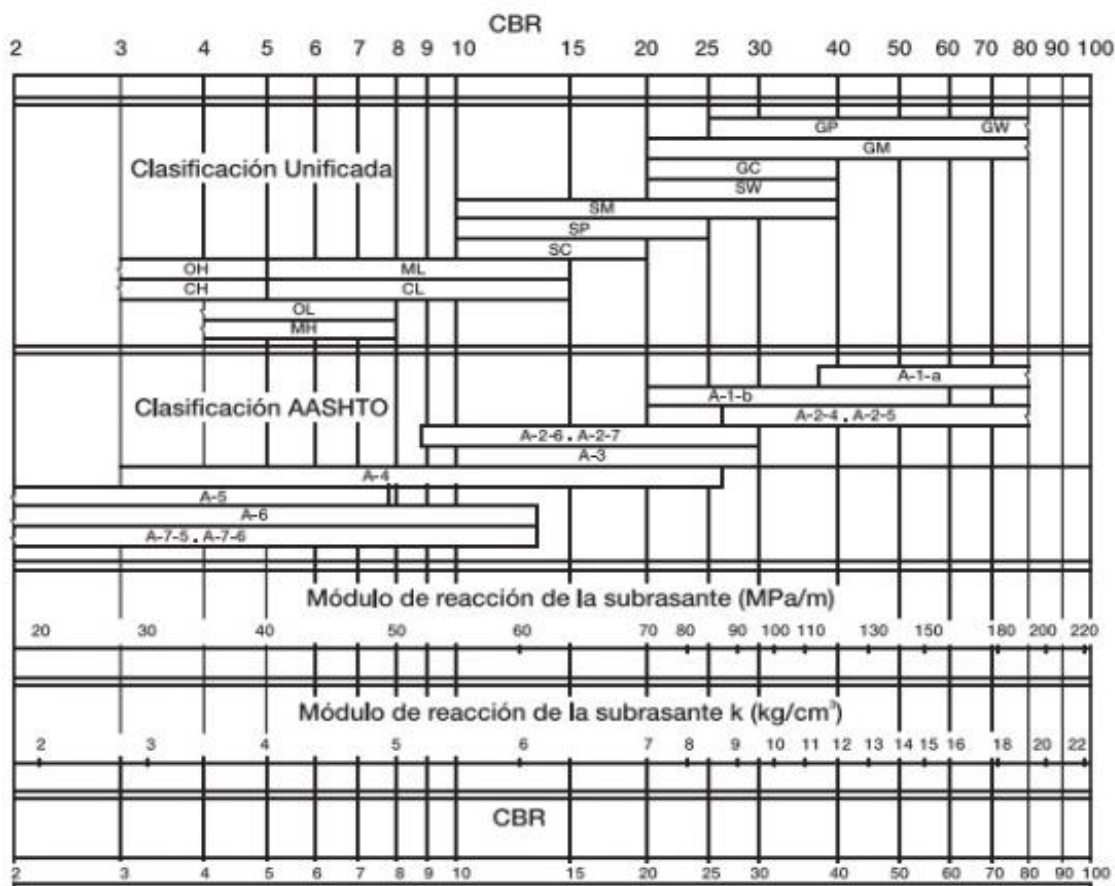 CBR
2 3 4 5 6 7 8 9 10 15 20 25 30 40 50 60 70 80 90 100
GP GW
Clasificación Unificada
GM
GC
SW
SM
SP
SC
OH ML
CH CL
OL
MH
A-1-a
Clasificación AASHTO
A-1-b
A-2-4 . A-2-5
A-2-6 . A-2-7
A-3
A-4
A-5
A-6
A-7-5 . A-7-6
Módulo de reacción de la subrasante (MPa/m)
20 30 40 50 60 70 80 90 100 110 130 150 180 200 220
Módulo de reacción de la subrasante k (kg/cm³)
2 3 4 5 6 7 8 9 10 11 12 13 14 15 16 18 20 22
CBR
2 3 4 5 6 7 8 9 10 15 20 25 30 40 50 60 70 80 90 100